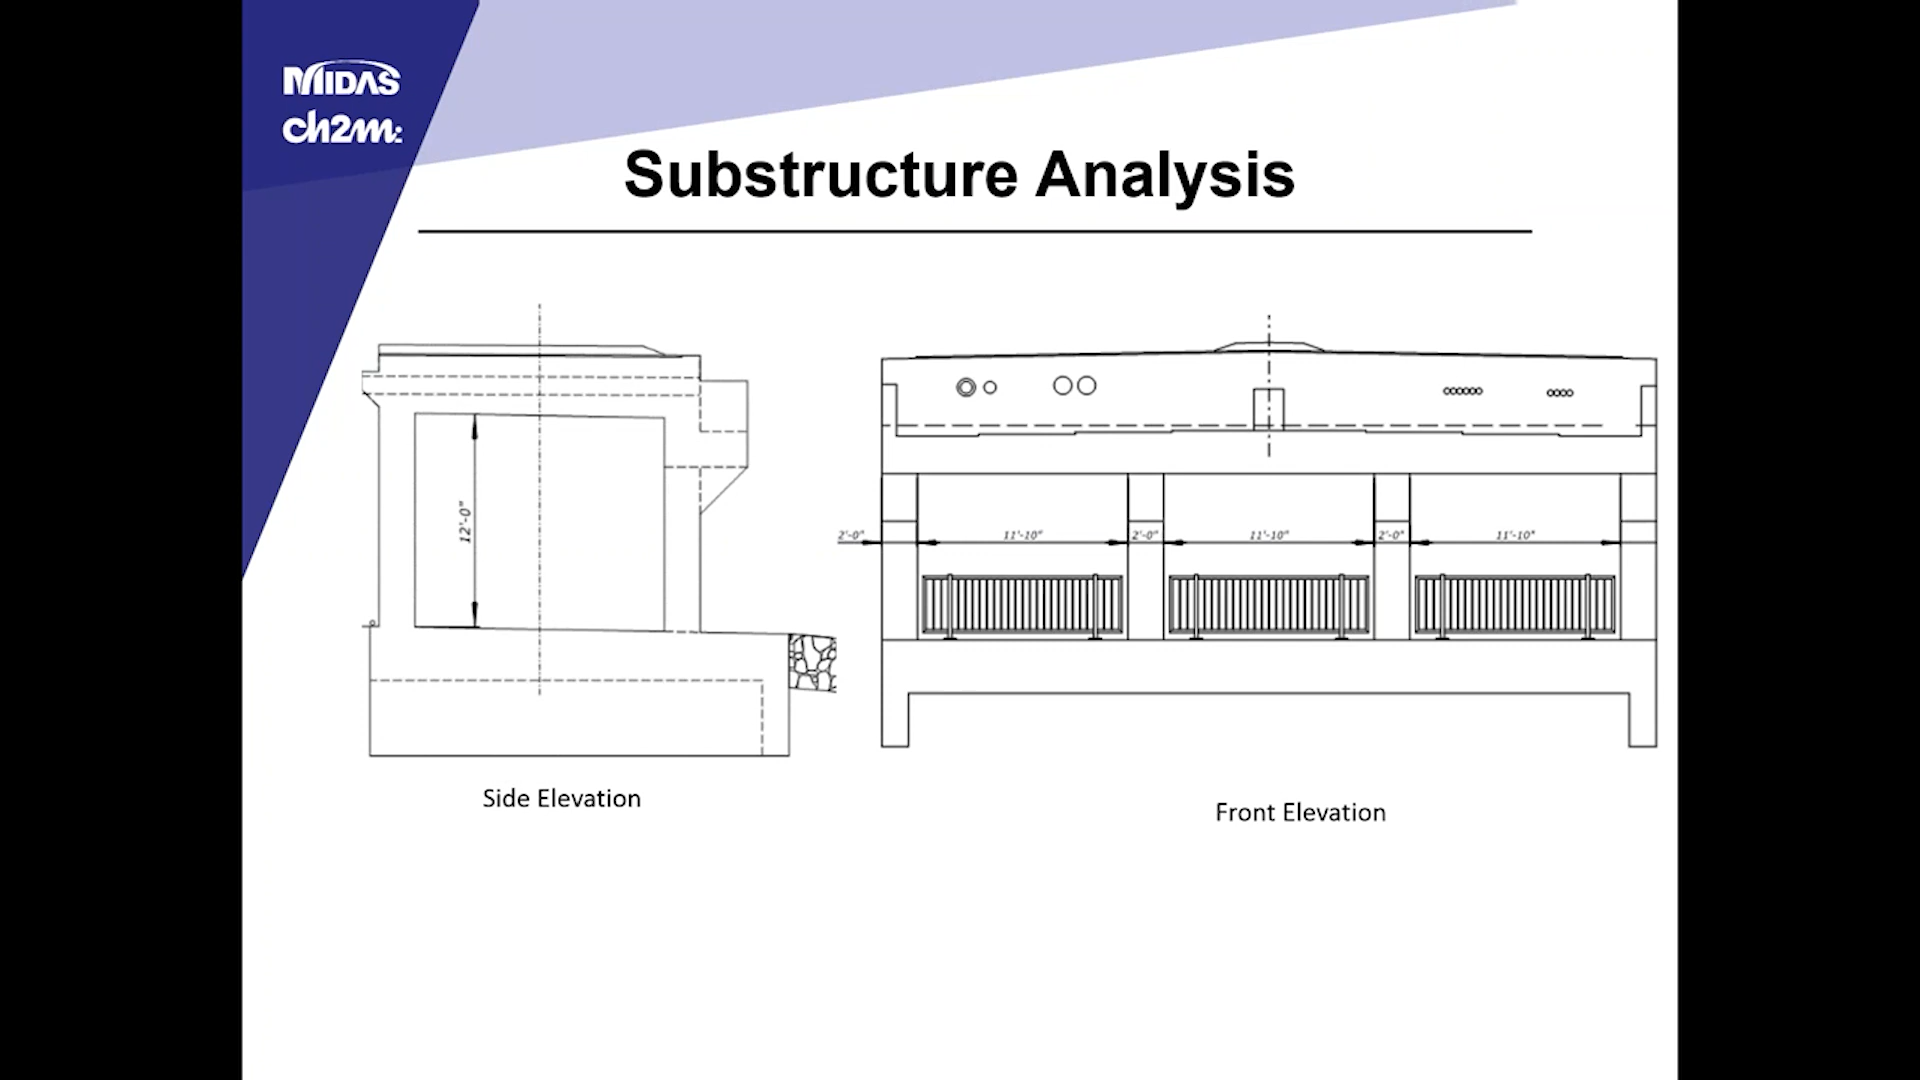 MIDAS
ch2m:
Substructure Analysis
12'-0"
2'-0"
11'-10"
2'-0"
11'-10"
2'-0"
11'-10"
Side Elevation
Front Elevation